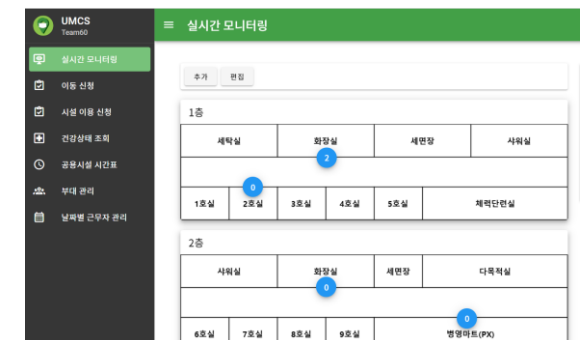 UMCS
Team60
실시간 모니터링
이동 신청
시설 이용 신청
건강상태 조회
공용시설 시간표
부대 관리
날짜별 근무자 관리
실시간 모니터링
추가 편집
1층
세탁실 화장실 세면장 샤워실
2
0
1호실 2호실 3호실 4호실 5호실 체력단련실
2층
샤워실 화장실 세면장 다목적실
0
0
6호실 7호실 8호실 9호실 병영마트(PX)